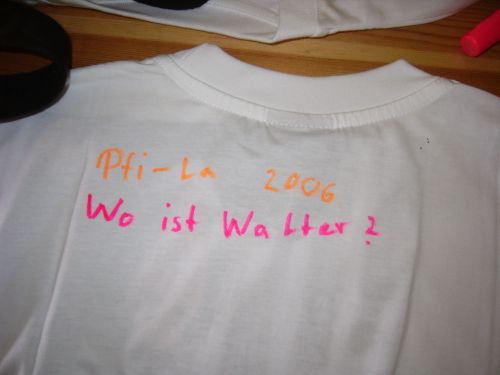 Pfi-La 2006
Wo ist Walter?